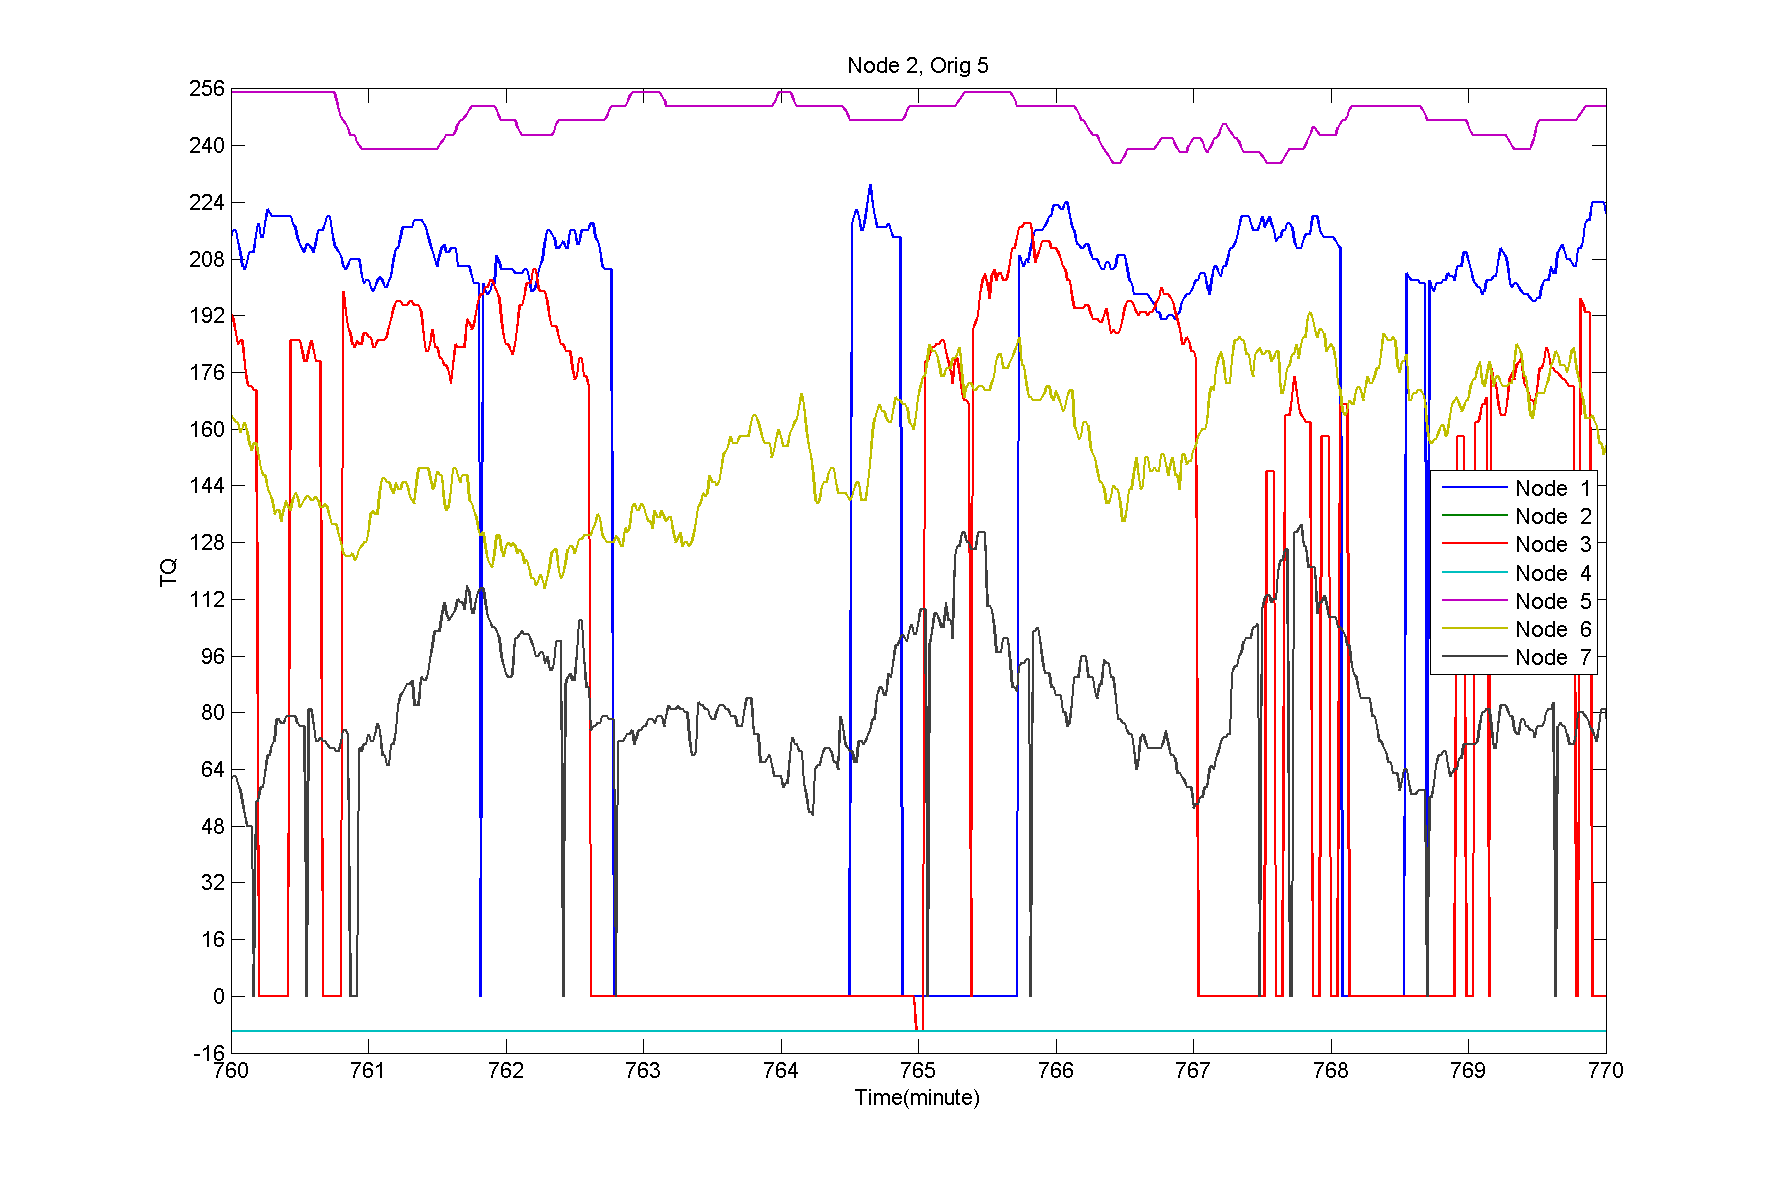 Node 2, Orig 5
256
240
224
208
192
176
160
144
128
112
96
80
64
48
32
16
0
-16
TQ
Node 1
Node 2
Node 3
Node 4
Node 5
Node 6
Node 7
760 761 762 763 764 765 766 767 768 769 770
Time(minute)